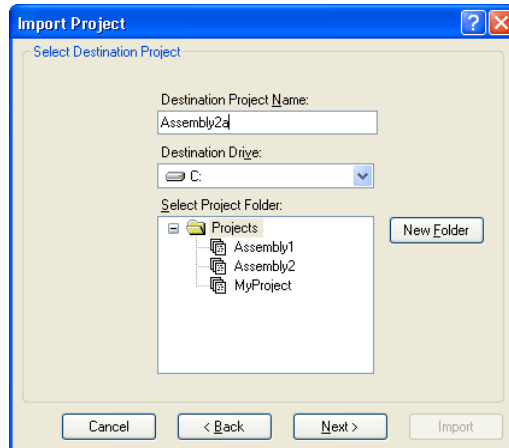 Import Project
Select Destination Project
Destination Project Name:
Assembly2a
Destination Drive:
C:
Select Project Folder:
Projects
New Folder
Assembly1
Assembly2
MyProject
Cancel
< Back
Next >
Import